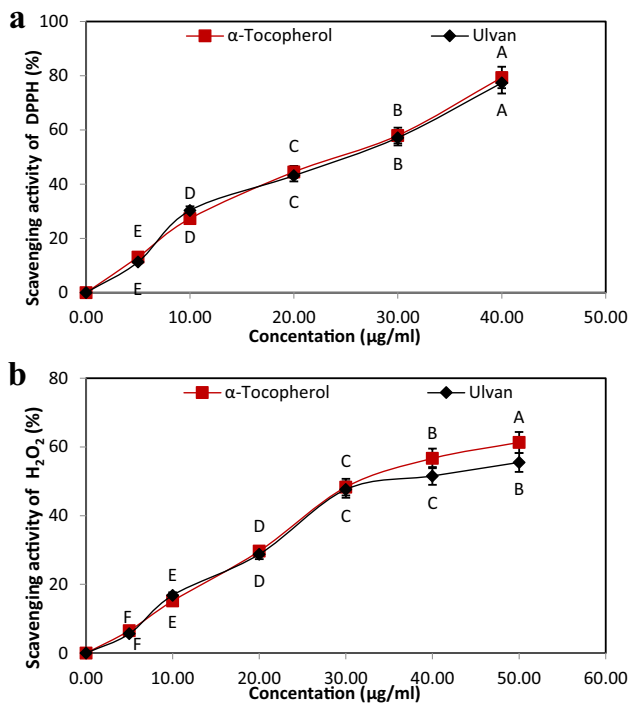 a
100
80
60
40
20
0
Scavenging activity of DPPH (%)
α-Tocopherol
Ulvan
E
D
C
B
A
E
D
C
B
A
0.00 10.00 20.00 30.00 40.00 50.00
Concentation (µg/ml)
b
80
60
40
20
0
Scavenging activity of H₂O₂ (%)
α-Tocopherol
Ulvan
F
E
D
C
B
A
F
E
D
C
C
B
0.00 10.00 20.00 30.00 40.00 50.00 60.00
Concentation (µg/ml)